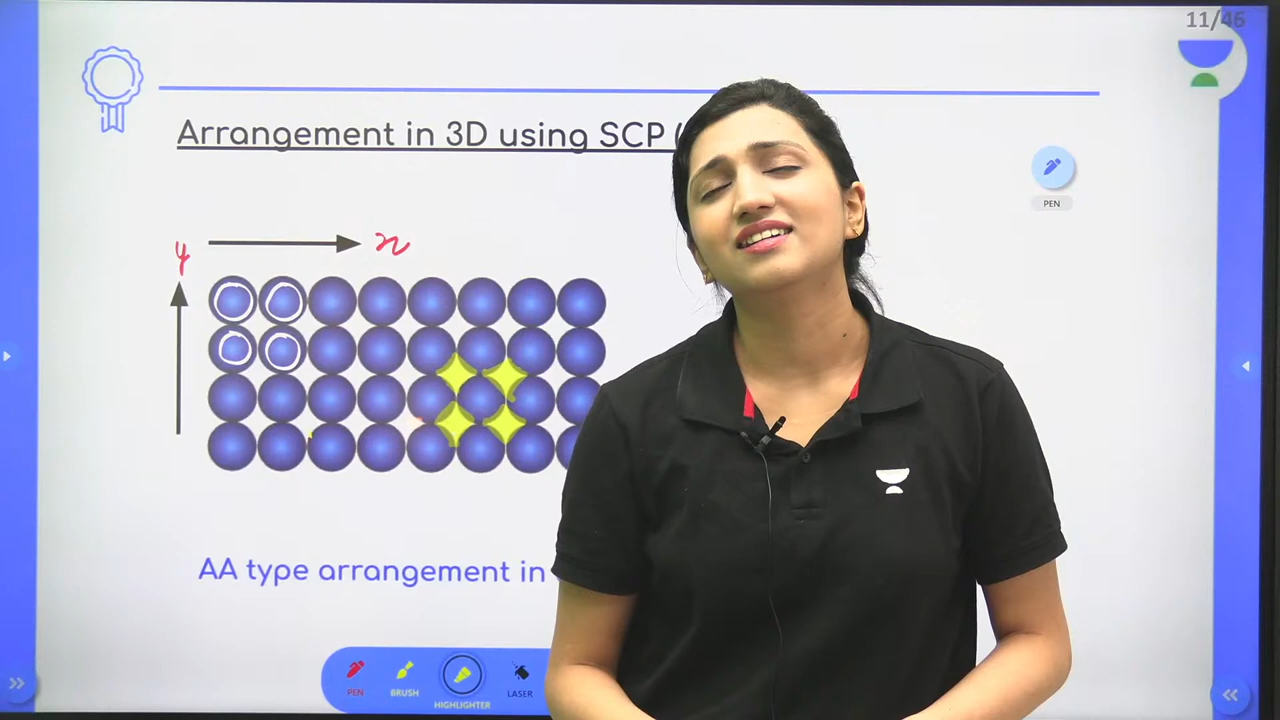 11/46
Arrangement in 3D using SCP (
PEN
y
x
AA type arrangement in
PEN
BRUSH
HIGHLIGHTER
LASER